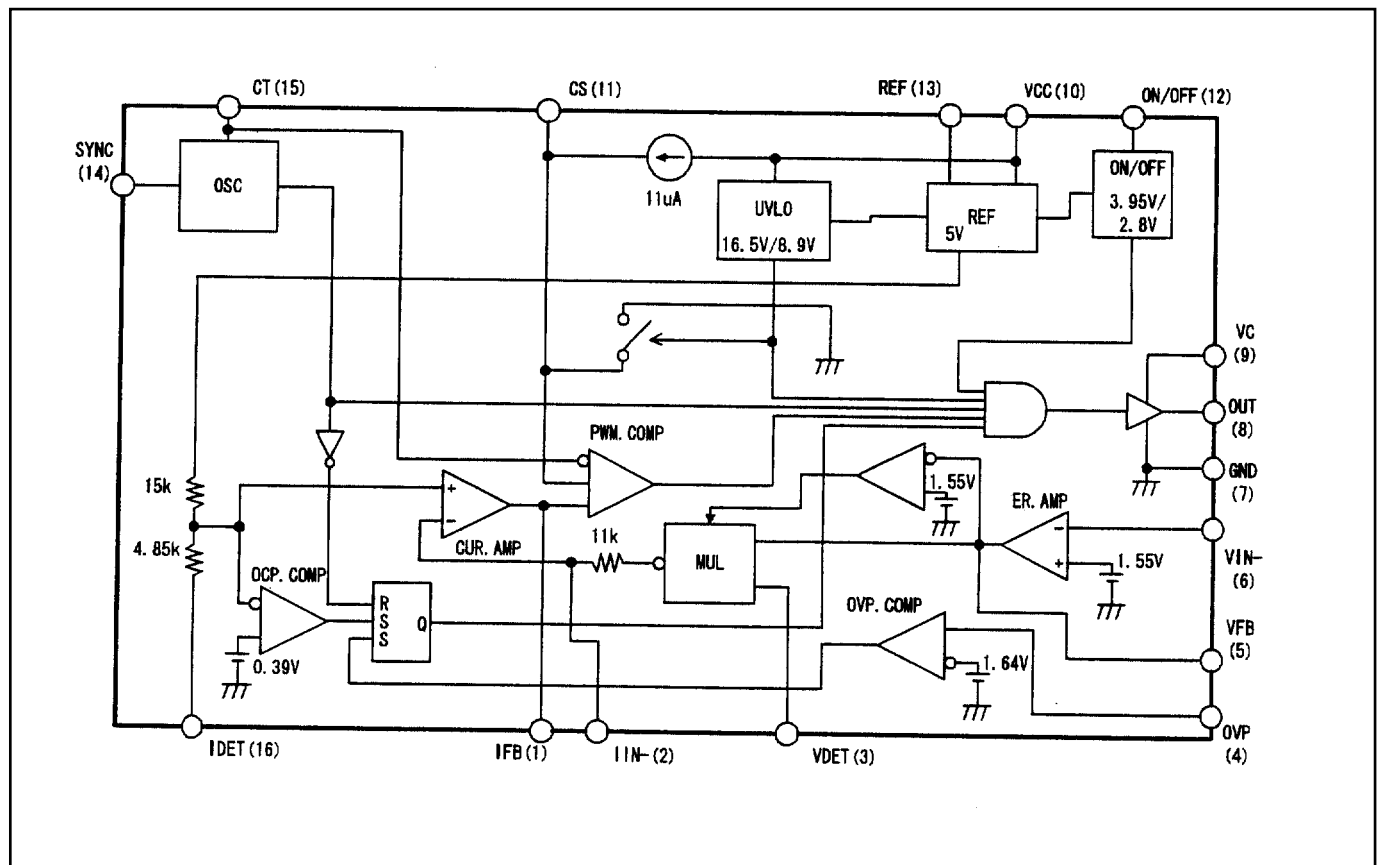 CT(15)
CS(11)
REF(13)
VCC(10)
ON/OFF(12)
SYNC
(14)
OSC
11uA
UVLO
16.5V/8.9V
REF
5V
ON/OFF
3.95V/
2.8V
VC
(9)
OUT
(8)
GND
(7)
PWM.COMP
15k
4.85k
+
-
CUR.AMP
11k
MUL
1.55V
ER.AMP
-
+
1.55V
VIN-
(6)
OCP.COMP
R
S
S
Q
0.39V
OVP.COMP
1.64V
VFB
(5)
OVP
(4)
IDET(16)
IFB(1)
IIN-(2)
VDET(3)